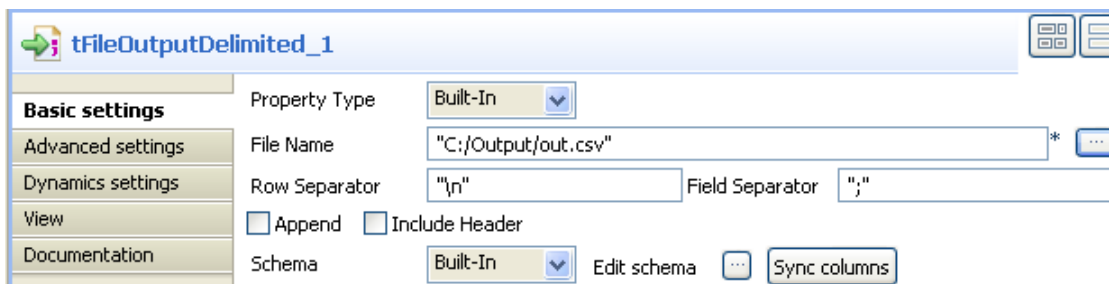 tFileOutputDelimited_1
Basic settings
Property Type Built-In
Advanced settings
File Name "C:/Output/out.csv" * ...
Dynamics settings
Row Separator "\n" Field Separator ";"
View
Append Include Header
Documentation
Schema Built-In Edit schema ... Sync columns